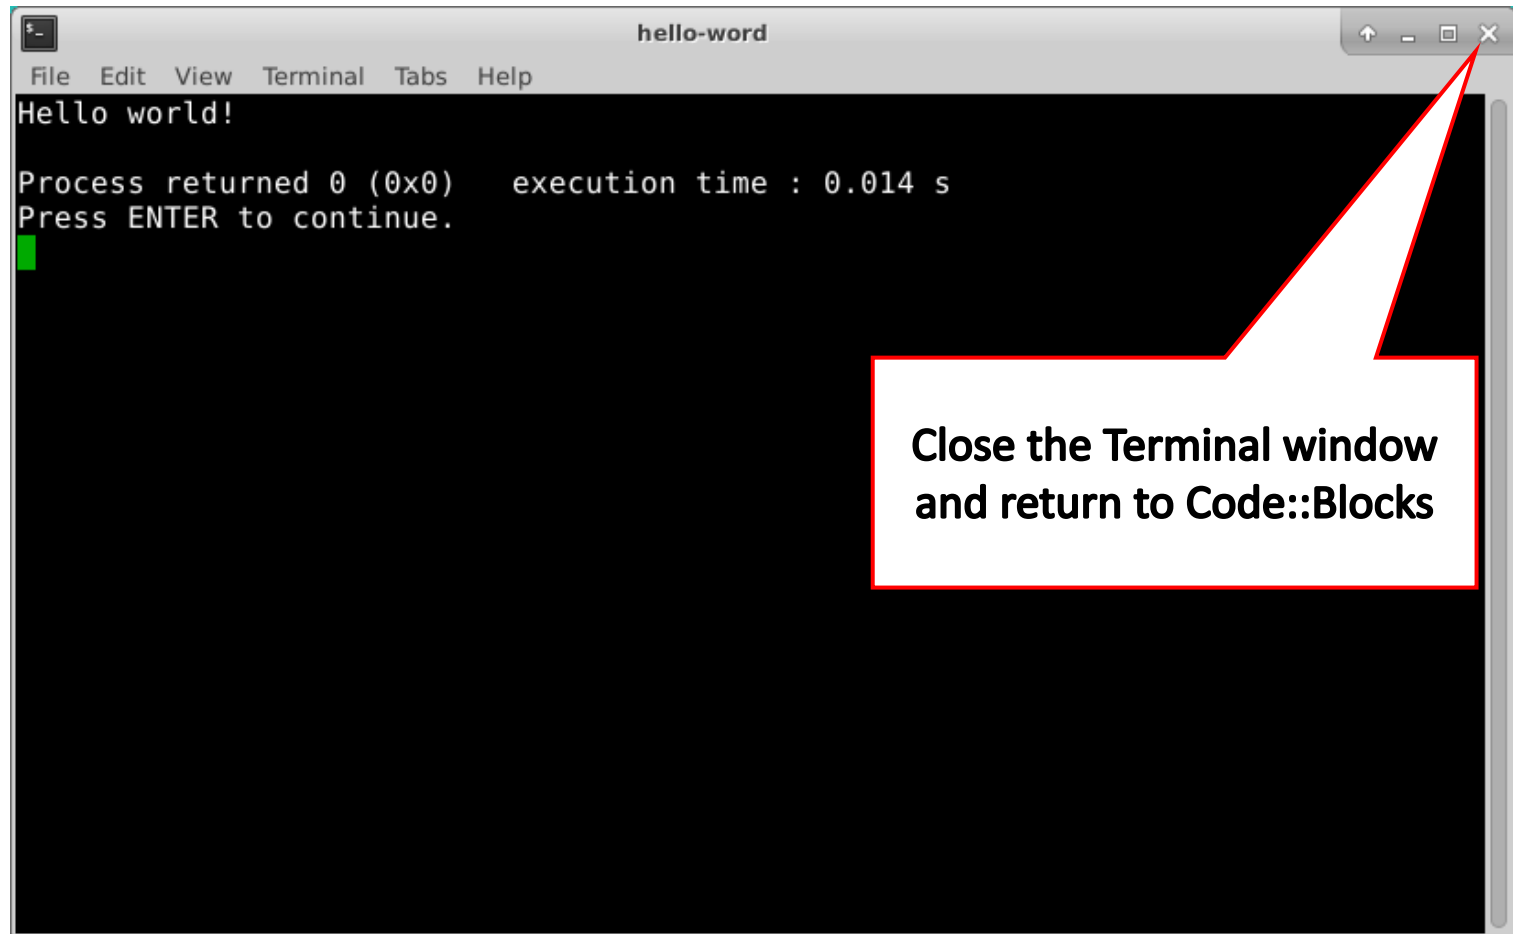 hello-word
File Edit View Terminal Tabs Help
Hello world!
Process returned 0 (0x0)   execution time : 0.014 s
Press ENTER to continue.
Close the Terminal window
and return to Code::Blocks